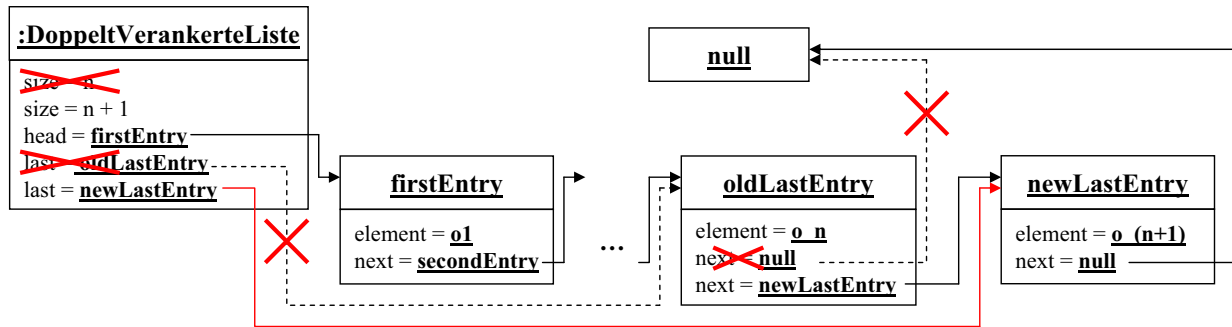 :DoppeltVerankerteListe
size = n
size = n + 1
head = firstEntry
last = oldLastEntry
last = newLastEntry
null
firstEntry
element = o1
next = secondEntry
...
oldLastEntry
element = o_n
next = null
next = newLastEntry
newLastEntry
element = o_(n+1)
next = null